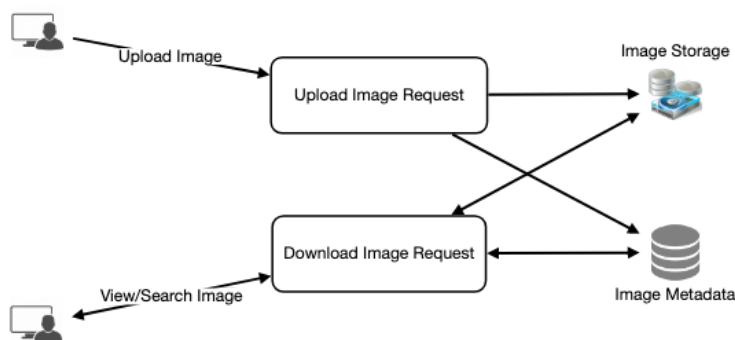 Upload Image
Image Storage
Upload Image Request
Download Image Request
View/Search Image
Image Metadata